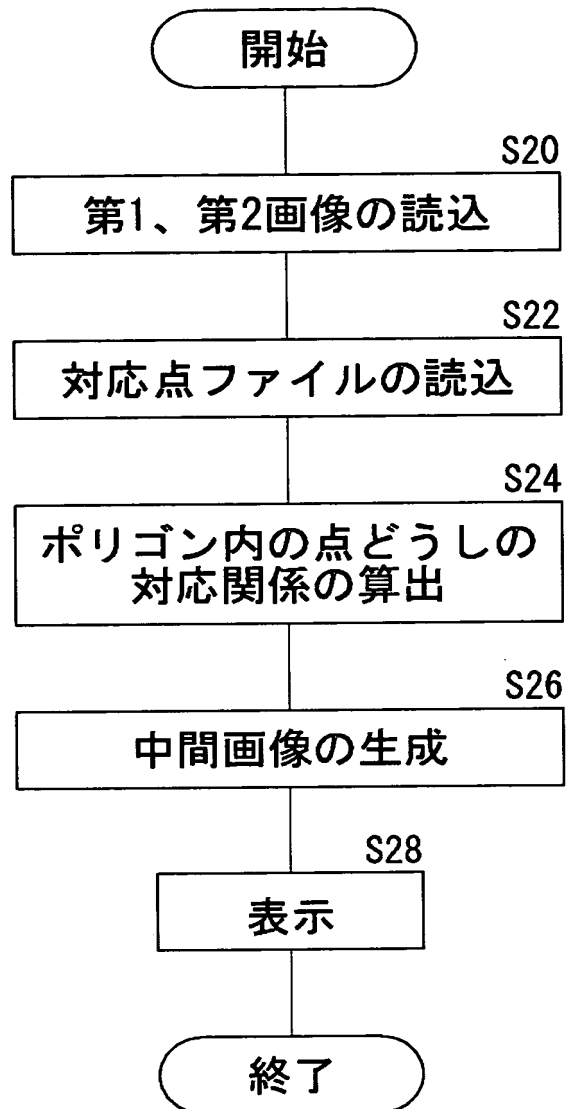 開始
S20
第1、第2画像の読込
S22
対応点ファイルの読込
S24
ポリゴン内の点どうしの
対応関係の算出
S26
中間画像の生成
S28
表示
終了